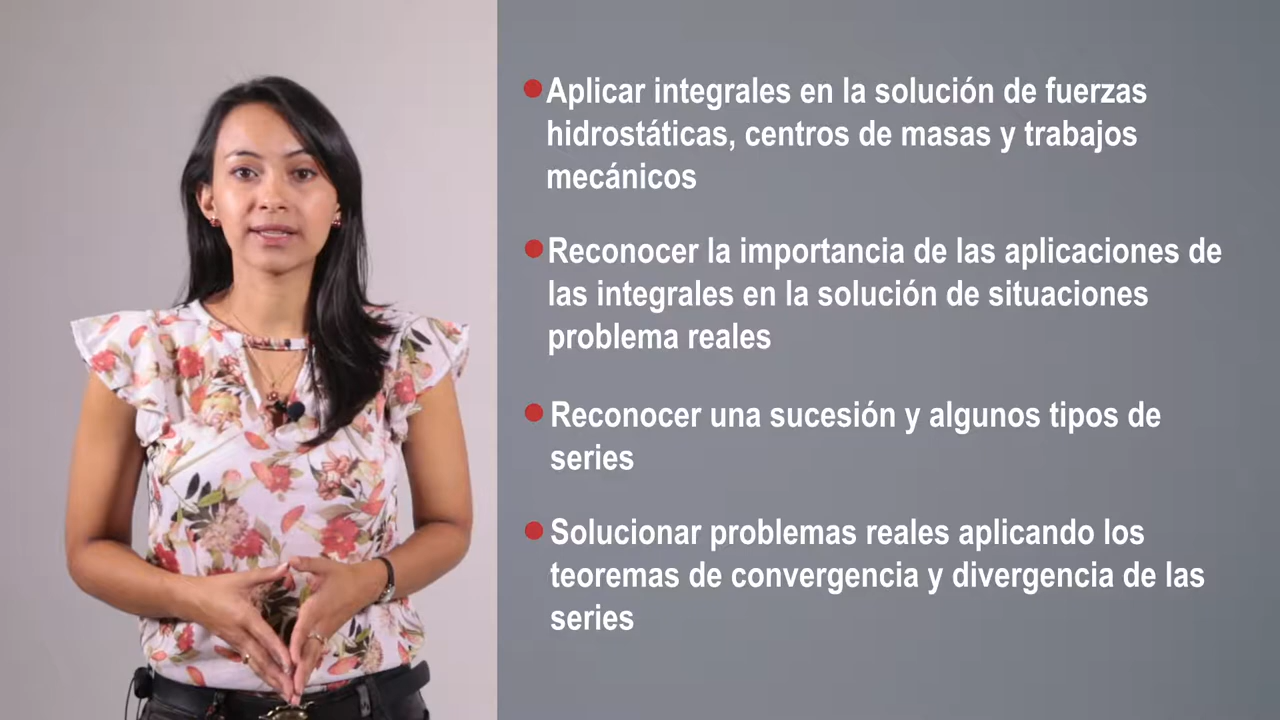 Aplicar integrales en la solución de fuerzas
hidrostáticas, centros de masas y trabajos
mecánicos
Reconocer la importancia de las aplicaciones de
las integrales en la solución de situaciones
problema reales
Reconocer una sucesión y algunos tipos de
series
Solucionar problemas reales aplicando los
teoremas de convergencia y divergencia de las
series